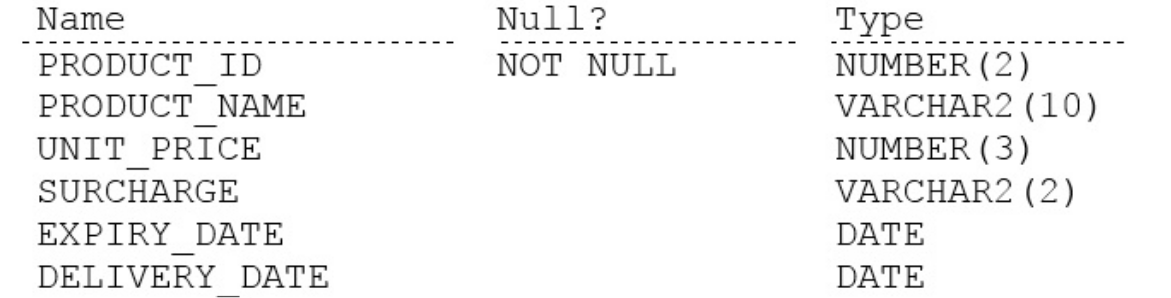 Name Null? Type
PRODUCT_ID NOT NULL NUMBER(2)
PRODUCT_NAME VARCHAR2(10)
UNIT_PRICE NUMBER(3)
SURCHARGE VARCHAR2(2)
EXPIRY_DATE DATE
DELIVERY_DATE DATE